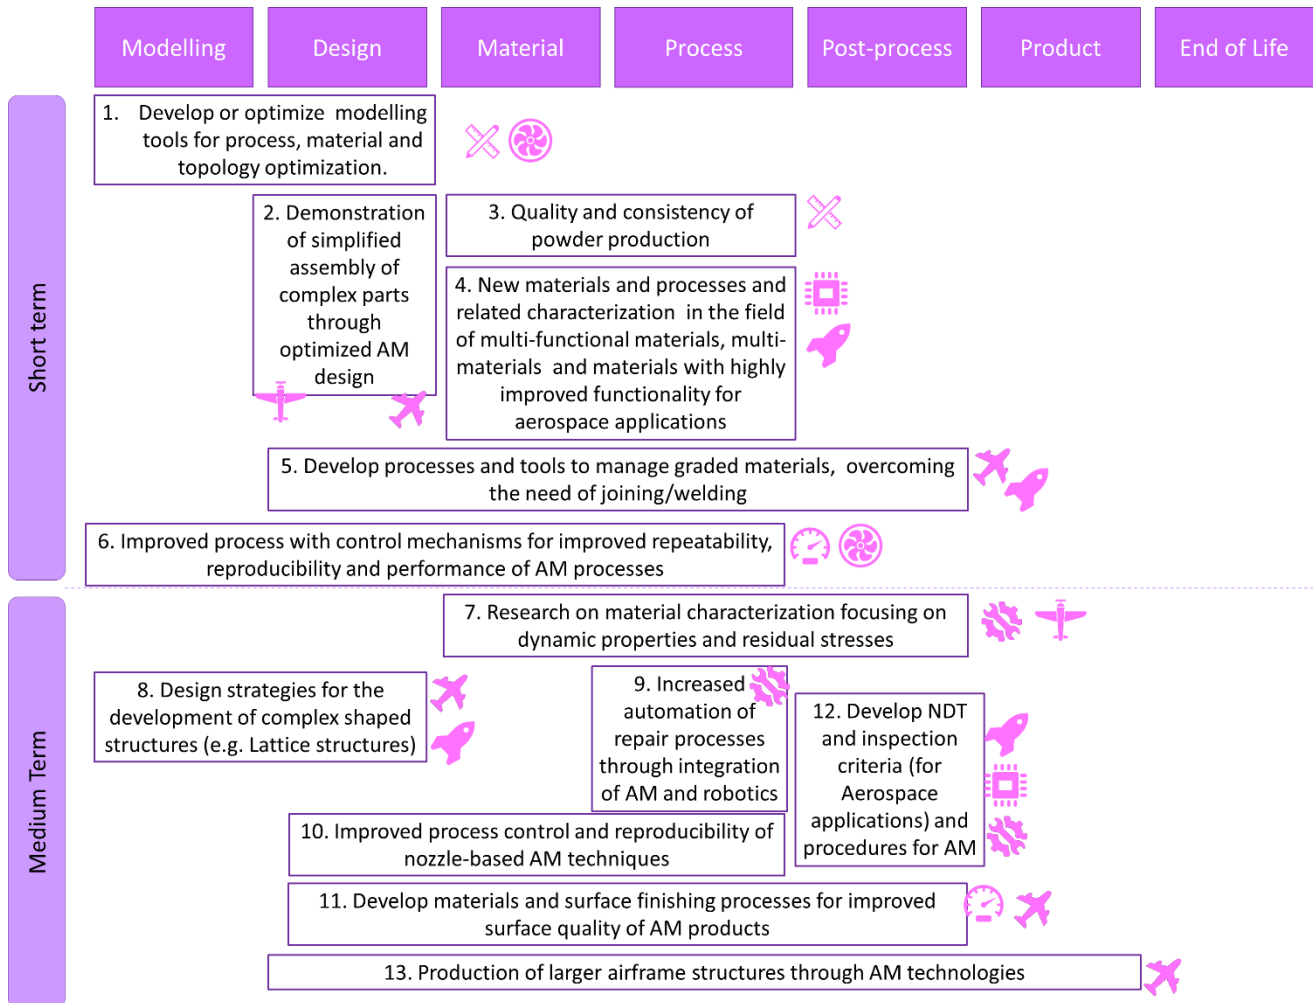 Modelling
Design
Material
Process
Post-process
Product
End of Life
Short term
1. Develop or optimize modelling
tools for process, material and
topology optimization.
2. Demonstration
of simplified
assembly of
complex parts
through
optimized AM
design
3. Quality and consistency of
powder production
4. New materials and processes and
related characterization in the field
of multi-functional materials, multi-
materials and materials with highly
improved functionality for
aerospace applications
5. Develop processes and tools to manage graded materials, overcoming
the need of joining/welding
6. Improved process with control mechanisms for improved repeatability,
reproducibility and performance of AM processes
Medium Term
7. Research on material characterization focusing on
dynamic properties and residual stresses
8. Design strategies for the
development of complex shaped
structures (e.g. Lattice structures)
9. Increased
automation of
repair processes
through integration
of AM and robotics
12. Develop NDT
and inspection
criteria (for
Aerospace
applications) and
procedures for AM
10. Improved process control and reproducibility of
nozzle-based AM techniques
11. Develop materials and surface finishing processes for improved
surface quality of AM products
13. Production of larger airframe structures through AM technologies